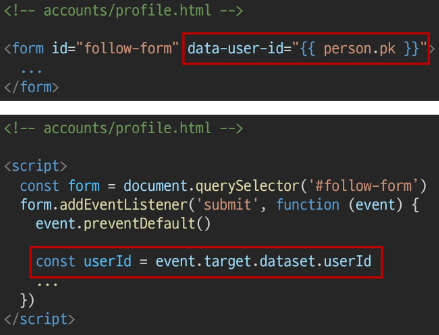 <!-- accounts/profile.html -->
<form id="follow-form" data-user-id="{{ person.pk }}">
...
</form>
<!-- accounts/profile.html -->
<script>
const form = document.querySelector('#follow-form’)
form.addEventListener('submit', function (event) {
event.preventDefault()
const userId = event.target.dataset.userId
...
})
</script>